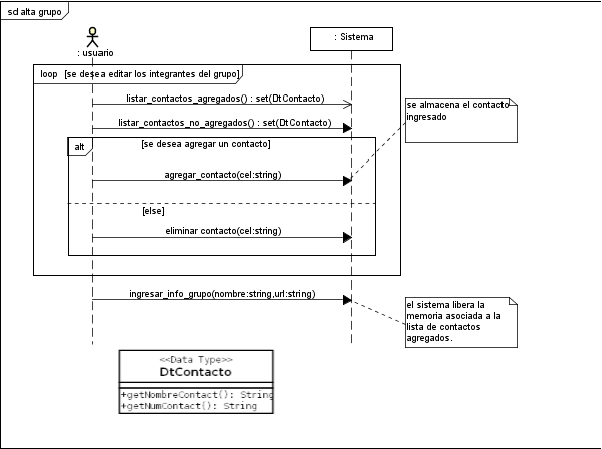 sd alta grupo
: usuario
: Sistema
loop [se desea editar los integrantes del grupo]
listar_contactos_agregados() : set(DtContacto)
se almacena el contacto
ingresado
listar_contactos_no_agregados() : set(DtContacto)
alt [se desea agregar un contacto]
agregar_contacto(cel:string)
[else]
eliminar contacto(cel:string)
ingresar_info_grupo(nombre:string,url:string)
el sistema libera la
memoria asociada a la
lista de contactos
agregados.
<<Data Type>>
DtContacto
+getNombreContact(): String
+getNumContact(): String